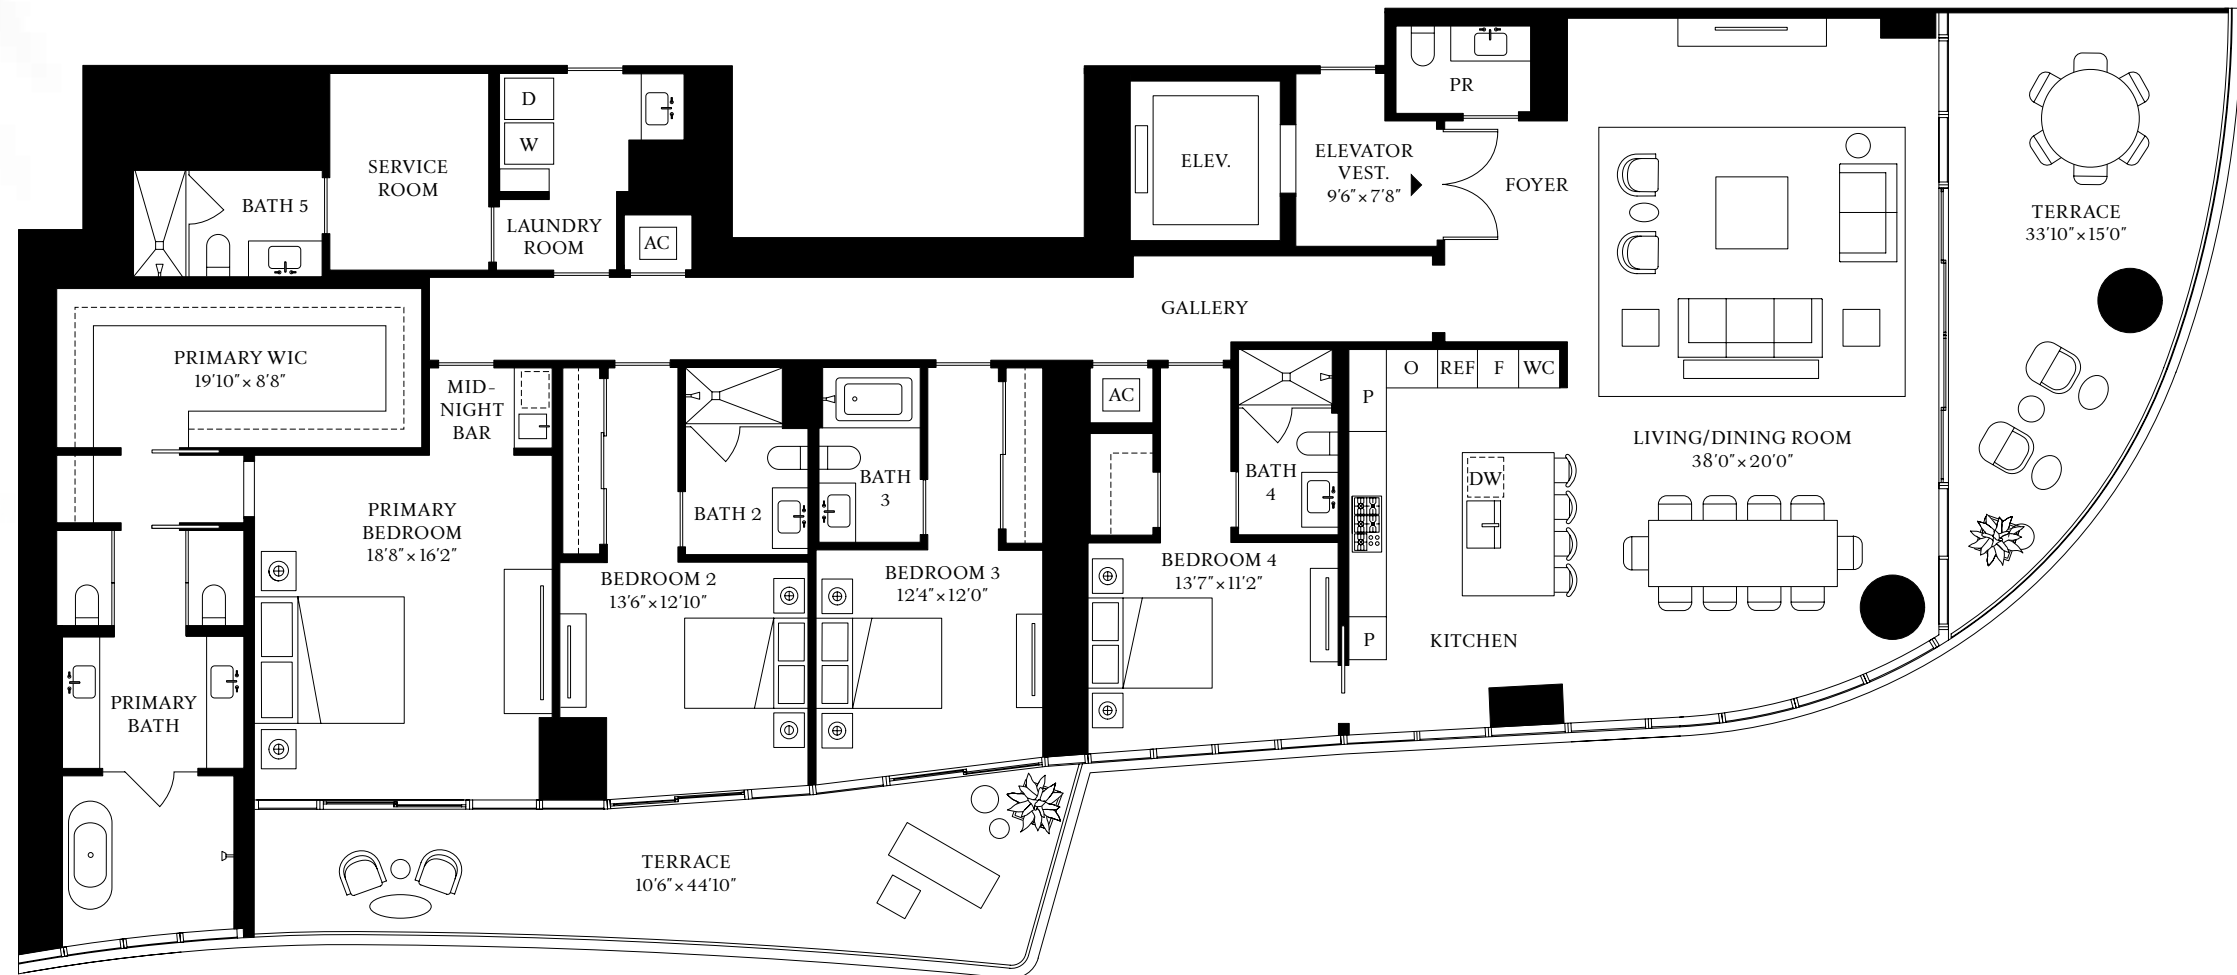 PR
D
W
SERVICE
ROOM
BATH 5
LAUNDRY
ROOM
AC
ELEV.
ELEVATOR
VEST.
9'6"×7'8"
FOYER
TERRACE
33'10"×15'0"
GALLERY
PRIMARY WIC
19'10"×8'8"
MID-
NIGHT
BAR
AC
P
O
REF
F
WC
LIVING/DINING ROOM
38'0"×20'0"
DW
PRIMARY
BEDROOM
18'8"×16'2"
BATH 2
BATH
3
BATH
4
BEDROOM 2
13'6"×12'10"
BEDROOM 3
12'4"×12'0"
BEDROOM 4
13'7"×11'2"
P
KITCHEN
PRIMARY
BATH
TERRACE
10'6"×44'10"